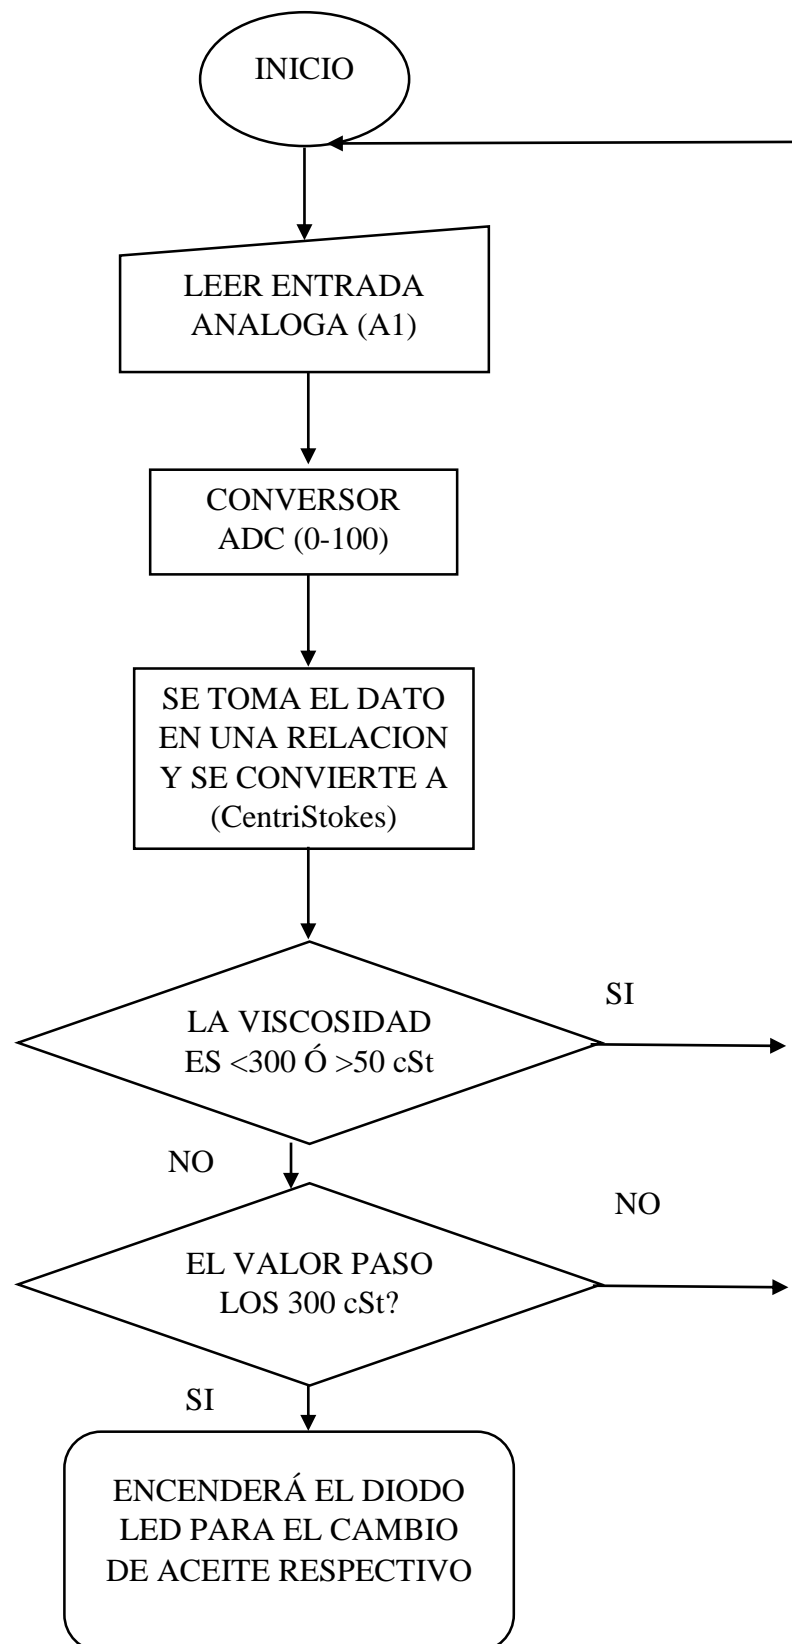 INICIO
LEER ENTRADA
ANALOGA (A1)
CONVERSOR
ADC (0-100)
SE TOMA EL DATO
EN UNA RELACION
Y SE CONVIERTE A
(CentriStokes)
LA VISCOSIDAD
ES <300 Ó >50 cSt
SI
NO
EL VALOR PASO
LOS 300 cSt?
NO
SI
ENCENDERÁ EL DIODO
LED PARA EL CAMBIO
DE ACEITE RESPECTIVO